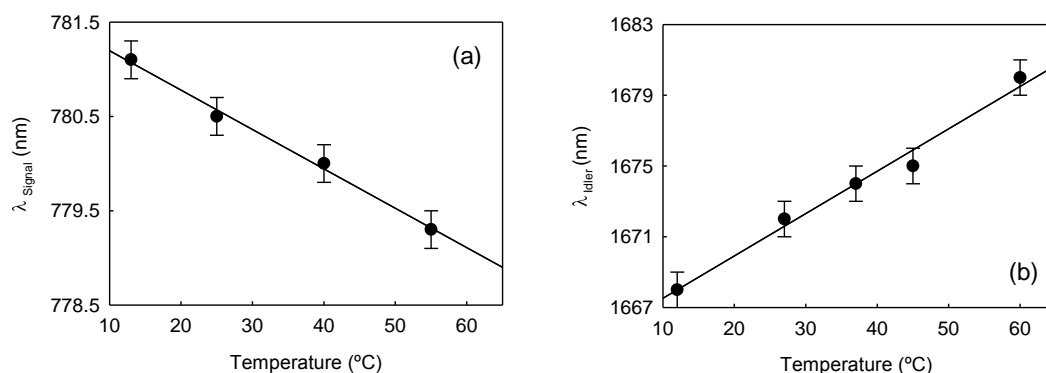 781.5
780.5
779.5
778.5
λ Signal (nm)
(a)
10 20 30 40 50 60
Temperature (ºC)
1683
1679
1675
1671
1667
λ Idler (nm)
(b)
10 20 30 40 50 60
Temperature (ºC)